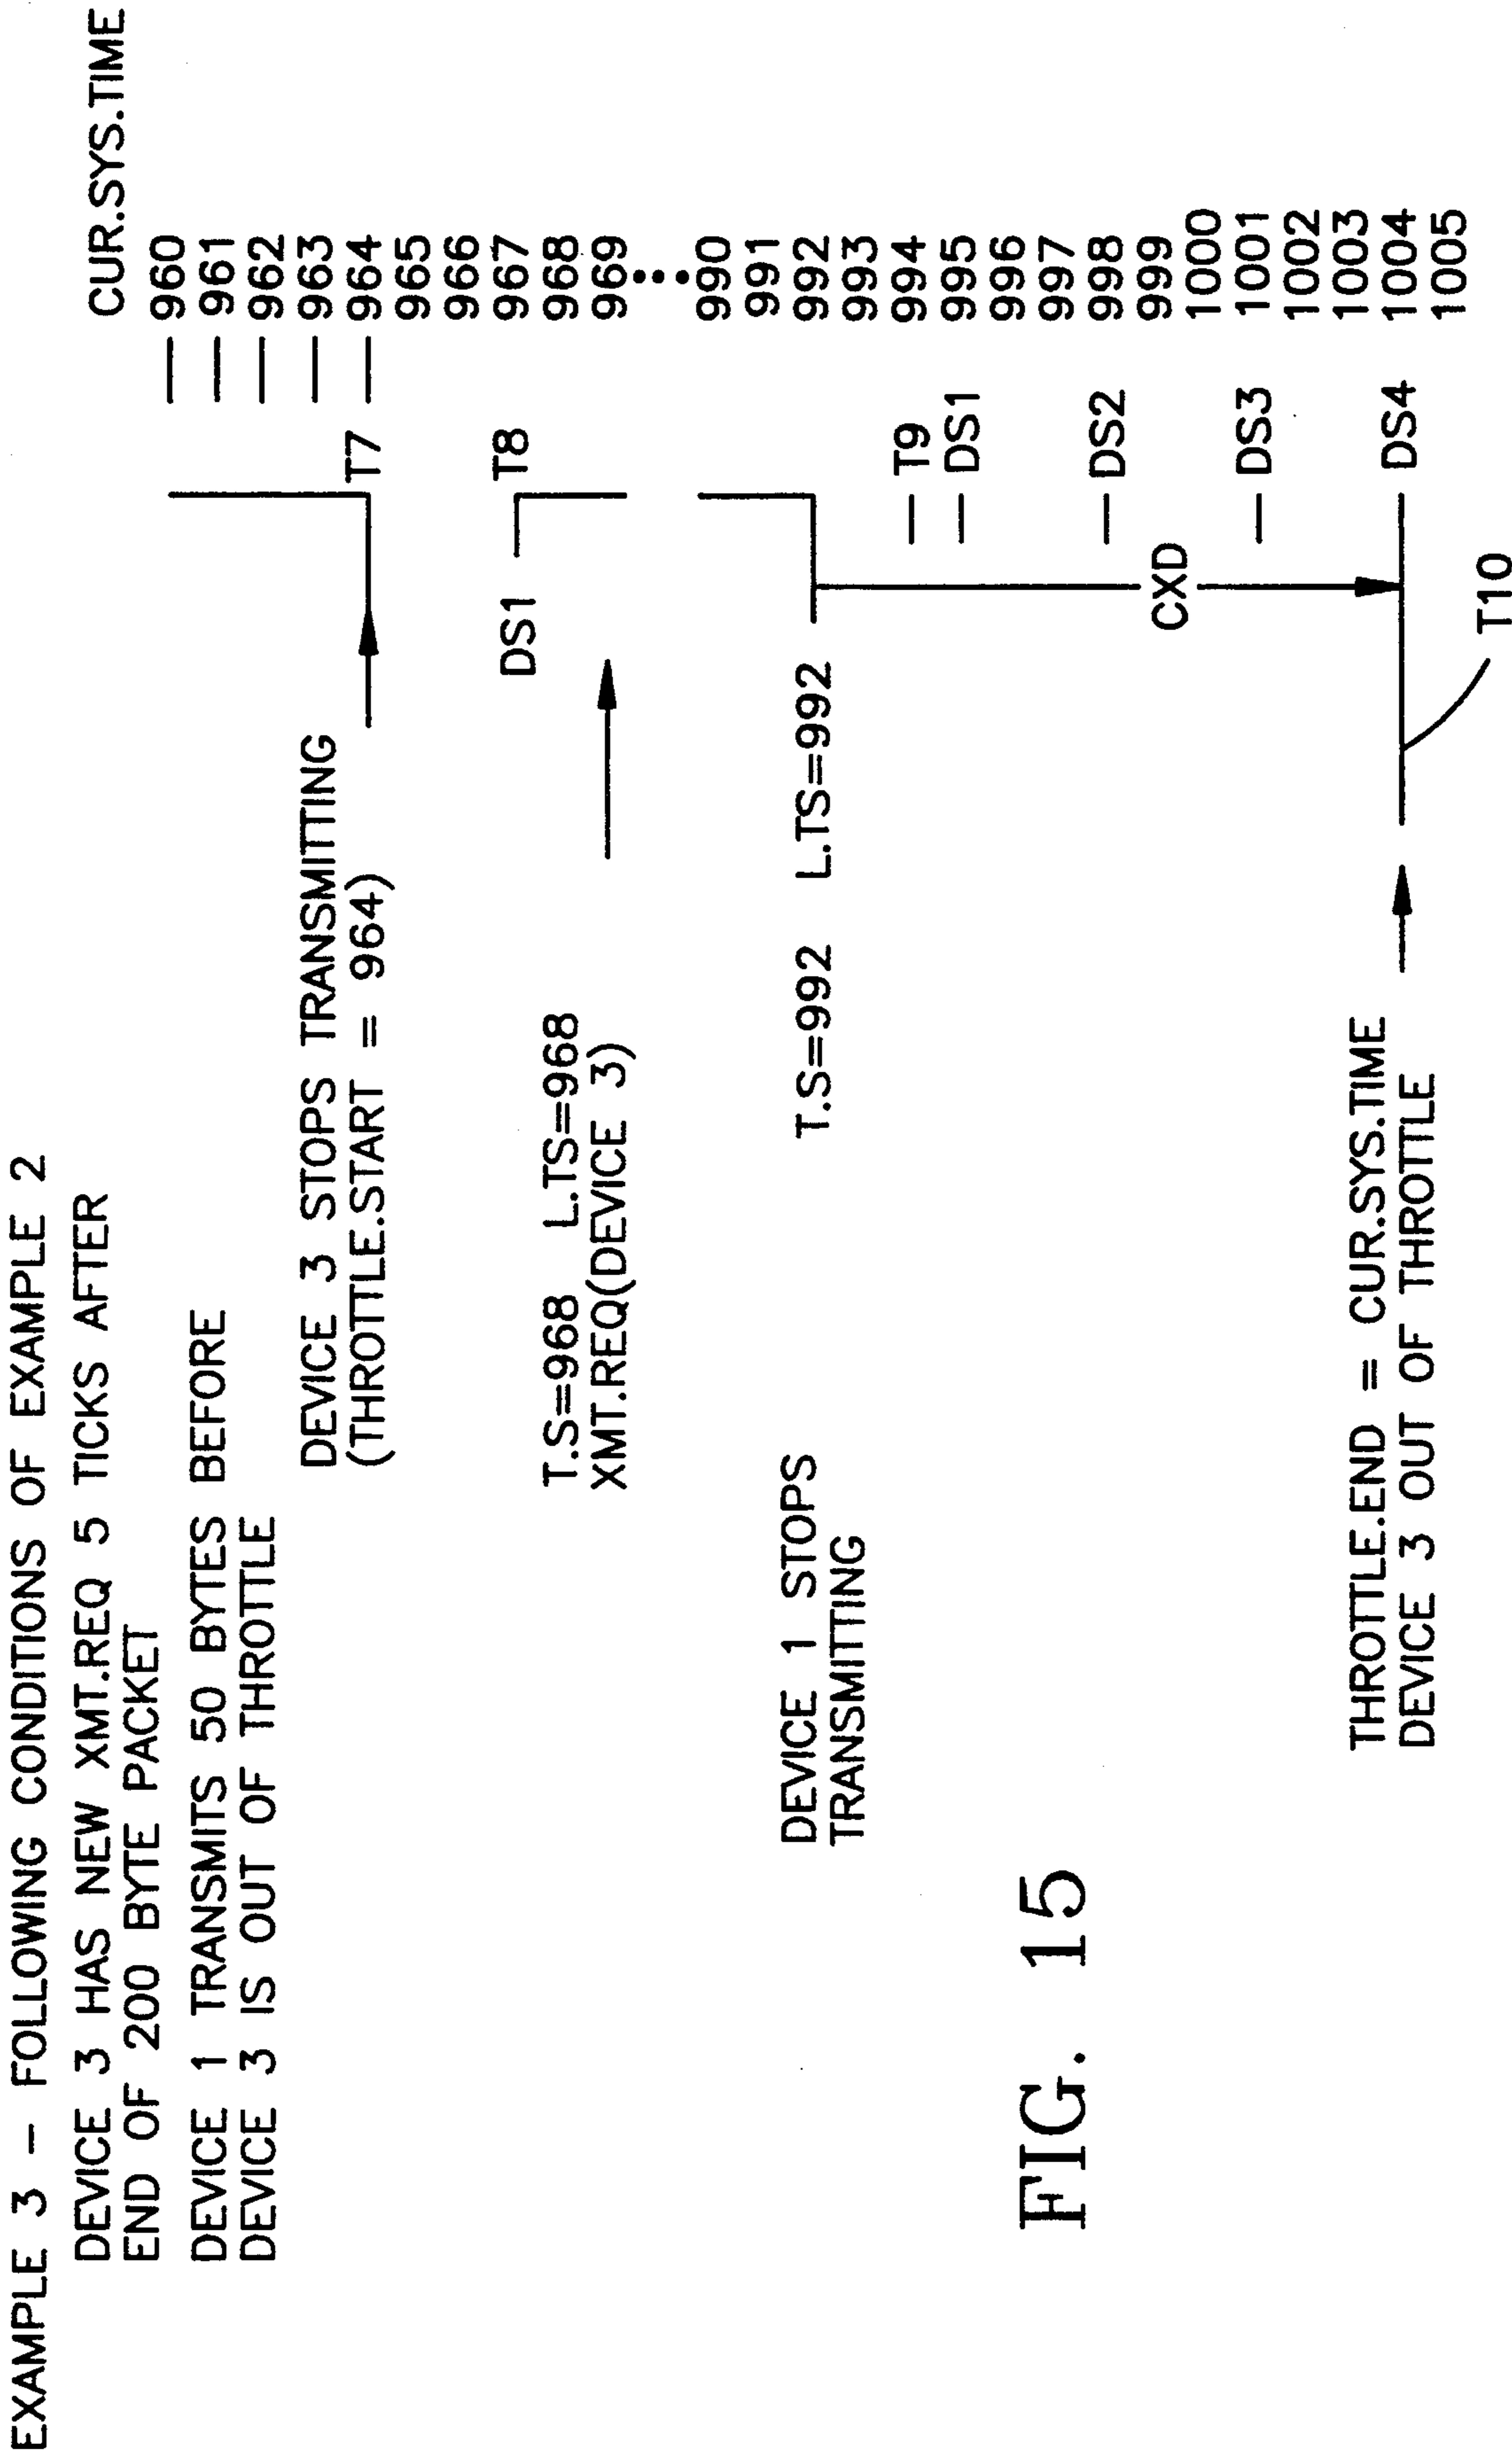 EXAMPLE 3 - FOLLOWING CONDITIONS OF EXAMPLE 2
DEVICE 3 HAS NEW XMT.REQ 5 TICKS AFTER
END OF 200 BYTE PACKET
DEVICE 1 TRANSMITS 50 BYTES BEFORE
DEVICE 3 IS OUT OF THROTTLE
CUR.SYS.TIME
960
961
962
963
DEVICE 3 STOPS TRANSMITTING
(THROTTLE.START = 964)
T7
964
965
966
DS1
T8
967
T.S=968 L.TS=968
968
XMT.REQ(DEVICE 3)
969
990
991
DEVICE 1 STOPS
TRANSMITTING
T.S=992 L.TS=992
992
993
T9
994
DS1
995
996
997
DS2
998
CXD
999
1000
DS3
1001
1002
1003
THROTTLE.END = CUR.SYS.TIME
DEVICE 3 OUT OF THROTTLE
DS4
1004
1005
T10
FIG. 15